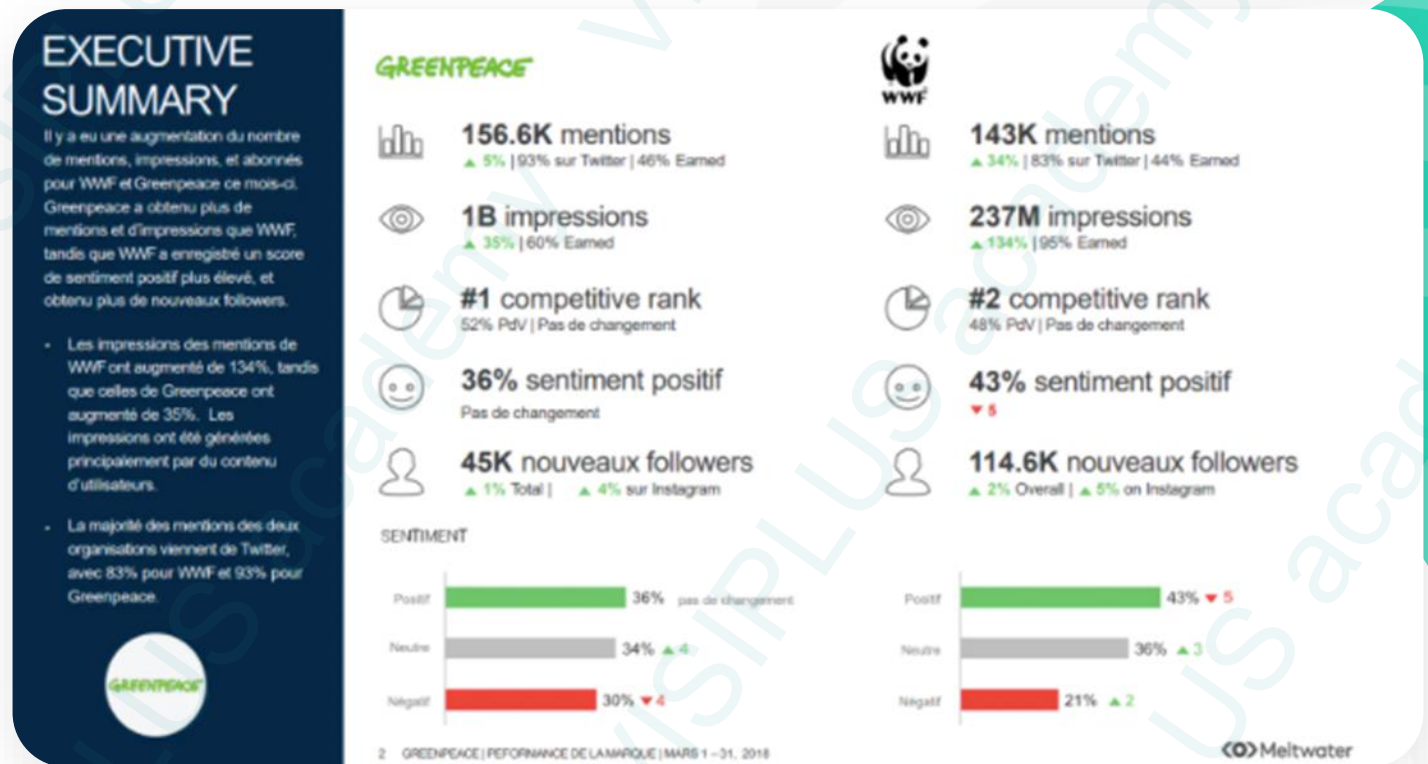 EXECUTIVE
SUMMARY
Il y a eu une augmentation du nombre
de mentions, impressions, et abonnés
pour WWF et Greenpeace ce mois-ci.
Greenpeace a obtenu plus de
mentions et d'impressions que WWF,
tandis que WWF a enregistré un score
de sentiment positif plus élevé, et
obtenu plus de nouveaux followers.
- Les impressions des mentions de
WWF ont augmenté de 134%, tandis
que celles de Greenpeace ont
augmenté de 35%. Les
impressions ont été générées
principalement par du contenu
d'utilisateurs.
- La majorité des mentions des deux
organisations viennent de Twitter,
avec 83% pour WWF et 93% pour
Greenpeace.
GREENPEACE
GREENPEACE
156.6K mentions
▲ 5% | 93% sur Twitter | 46% Earned
1B impressions
▲ 35% | 60% Earned
#1 competitive rank
52% PdV | Pas de changement
36% sentiment positif
Pas de changement
45K nouveaux followers
▲ 1% Total | ▲ 4% sur Instagram
WWF
143K mentions
▲ 34% | 83% sur Twitter | 44% Earned
237M impressions
▲ 134% | 95% Earned
#2 competitive rank
48% PdV | Pas de changement
43% sentiment positif
▼ 5
114.6K nouveaux followers
▲ 2% Overall | ▲ 5% on Instagram
SENTIMENT
Positif 36% pas de changement
Neutre 34% ▲ 4
Négatif 30% ▼ 4
Positif 43% ▼ 5
Neutre 36% ▲ 3
Négatif 21% ▲ 2
2 GREENPEACE | PEFORMANCE DE LA MARQUE | MARS 1 – 31, 2018
Meltwater
VISIPLUS academy